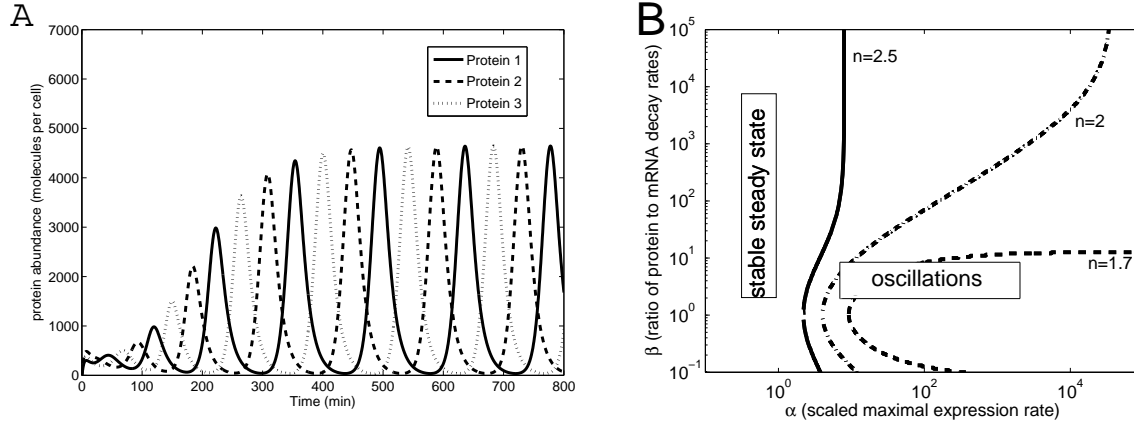 A
7000
6000
5000
4000
3000
2000
1000
0
protein abundance (molecules per cell)
Protein 1
Protein 2
Protein 3
0 100 200 300 400 500 600 700 800
Time (min)
B
10^5
10^4
10^3
10^2
10^1
10^0
10^-1
β (ratio of protein to mRNA decay rates)
stable steady state
n=2.5
n=2
n=1.7
oscillations
10^0 10^2 10^4
α (scaled maximal expression rate)